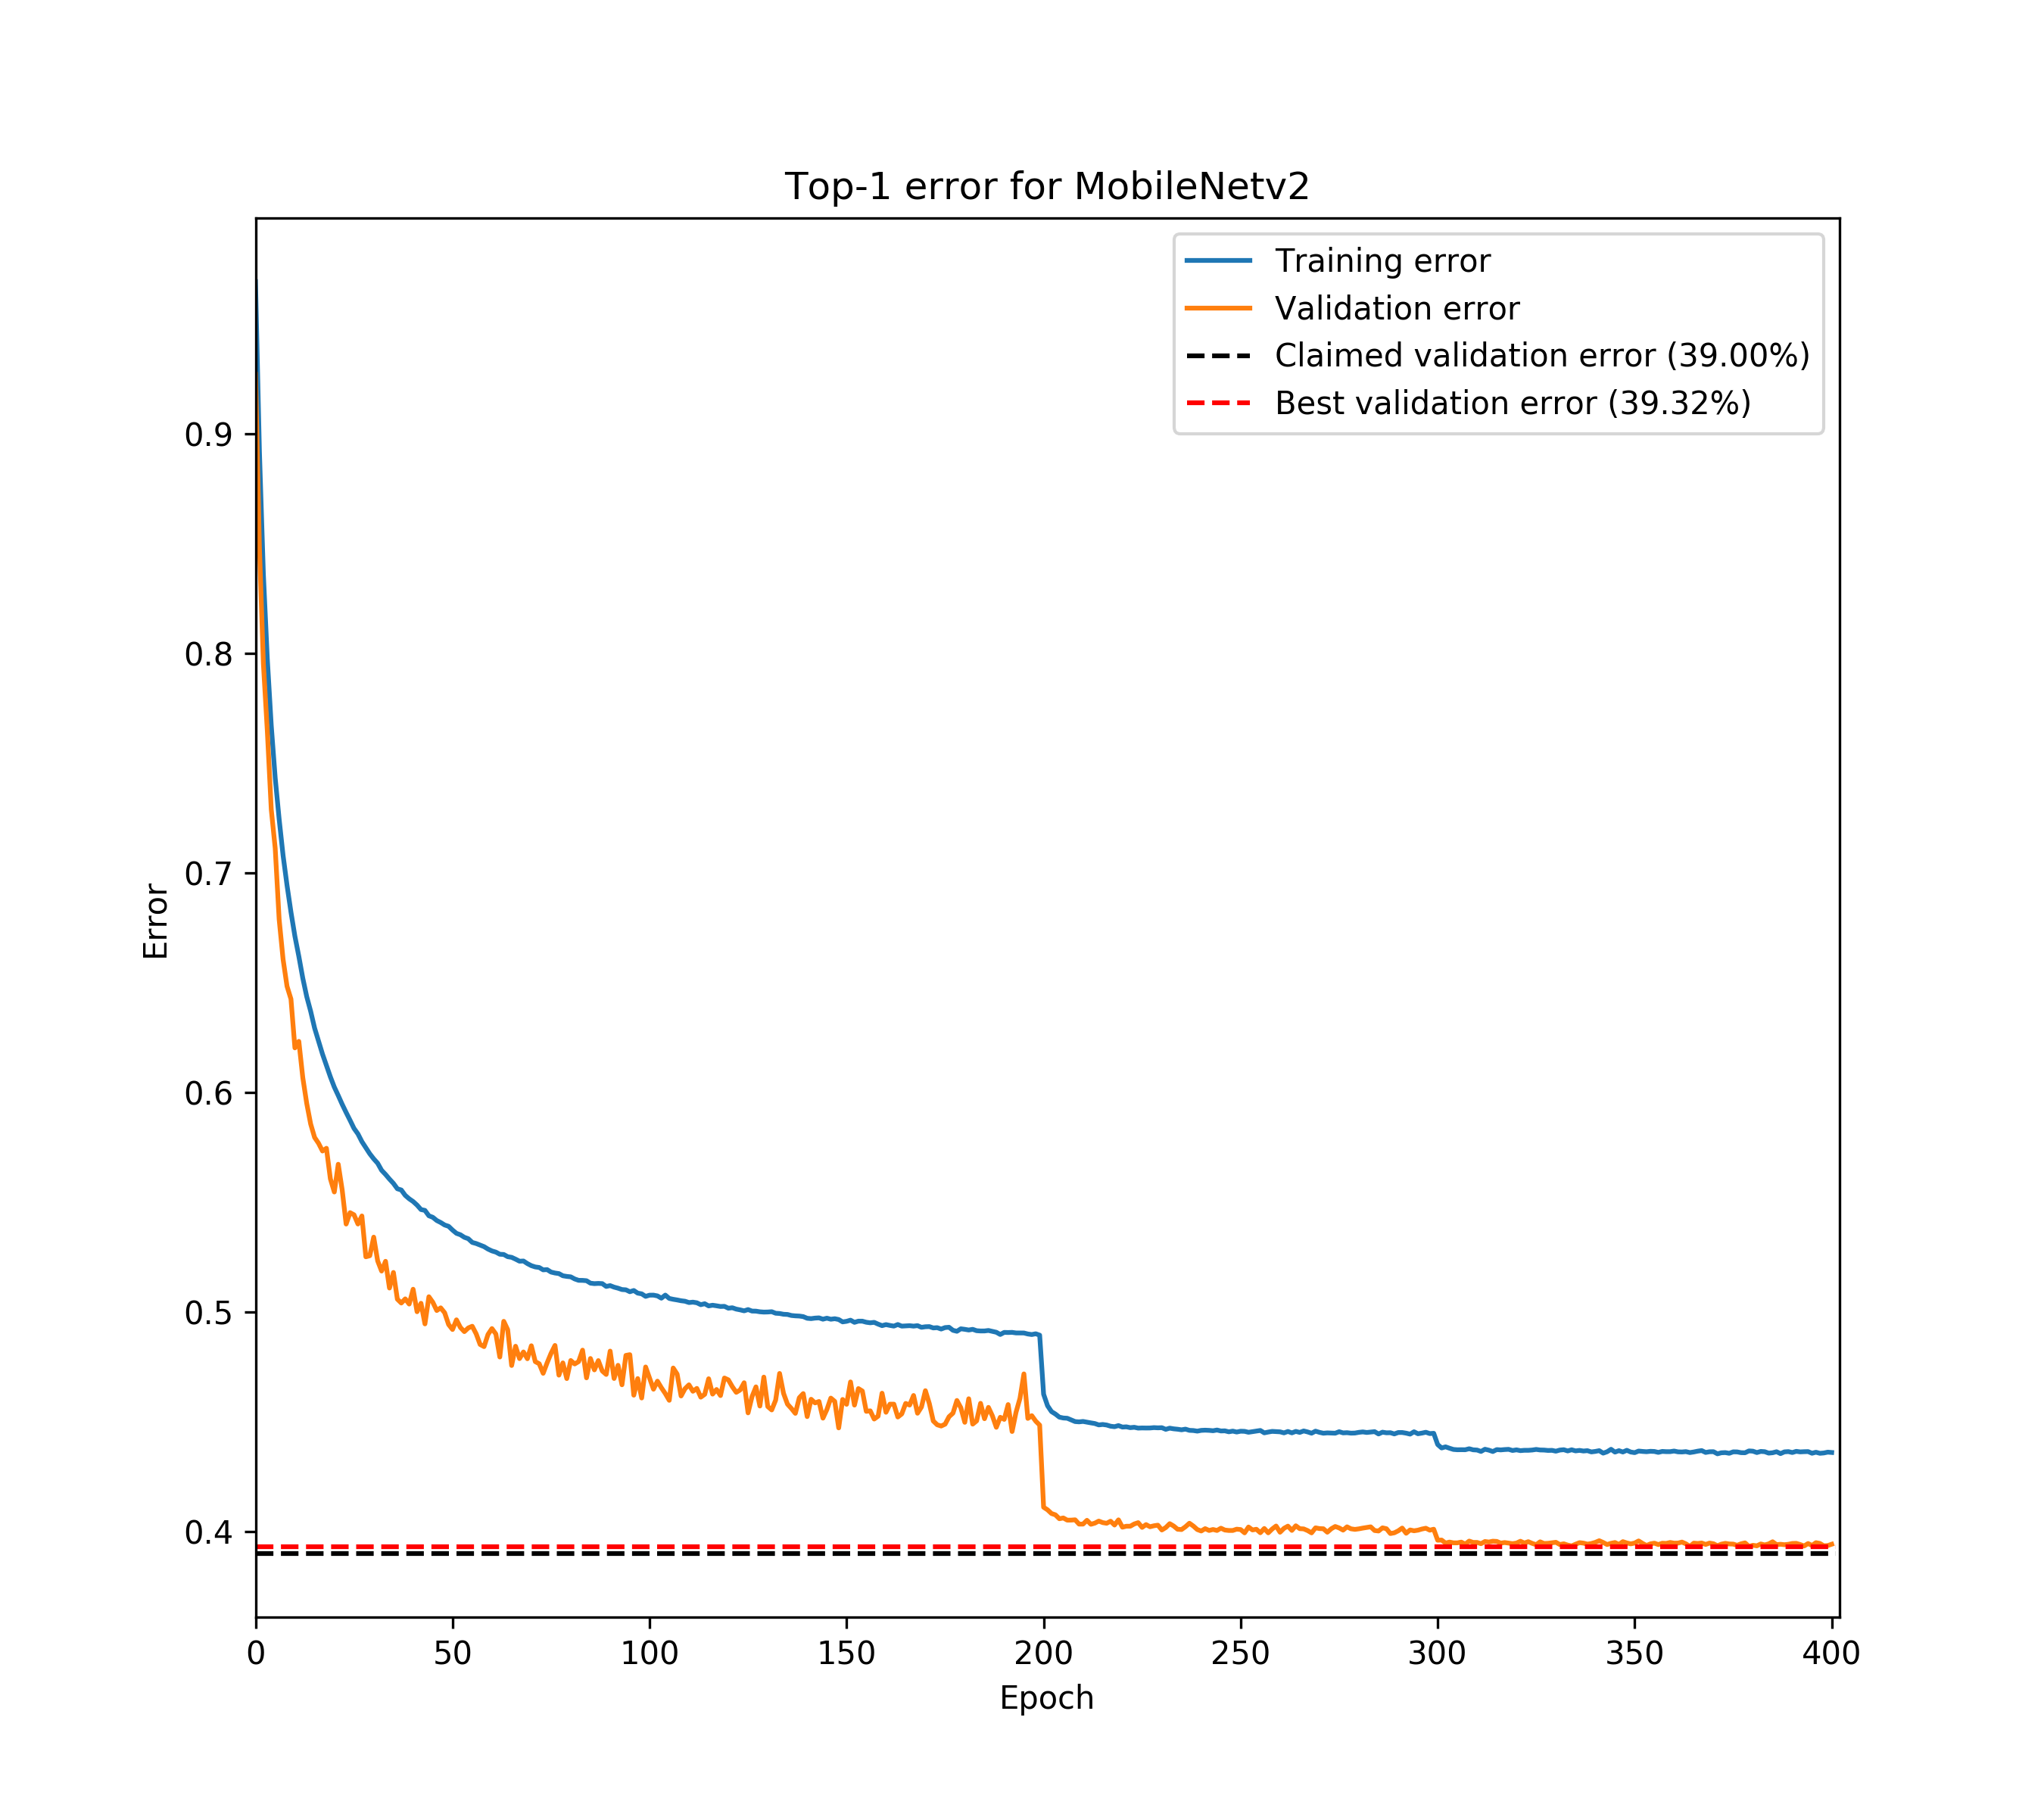 Top-1 error for MobileNetv2
Training error
Validation error
Claimed validation error (39.00%)
Best validation error (39.32%)
0.9
0.8
0.7
0.6
0.5
0.4
Error
0 50 100 150 200 250 300 350 400
Epoch